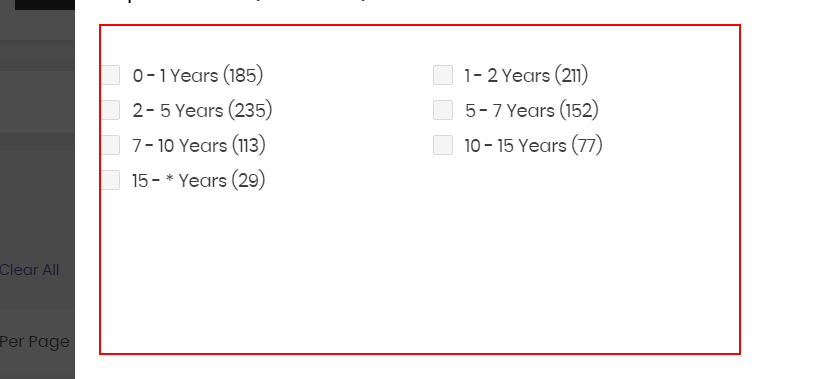 0 - 1 Years (185)
1 - 2 Years (211)
2 - 5 Years (235)
5 - 7 Years (152)
7 - 10 Years (113)
10 - 15 Years (77)
15 - * Years (29)
Clear All
Per Page